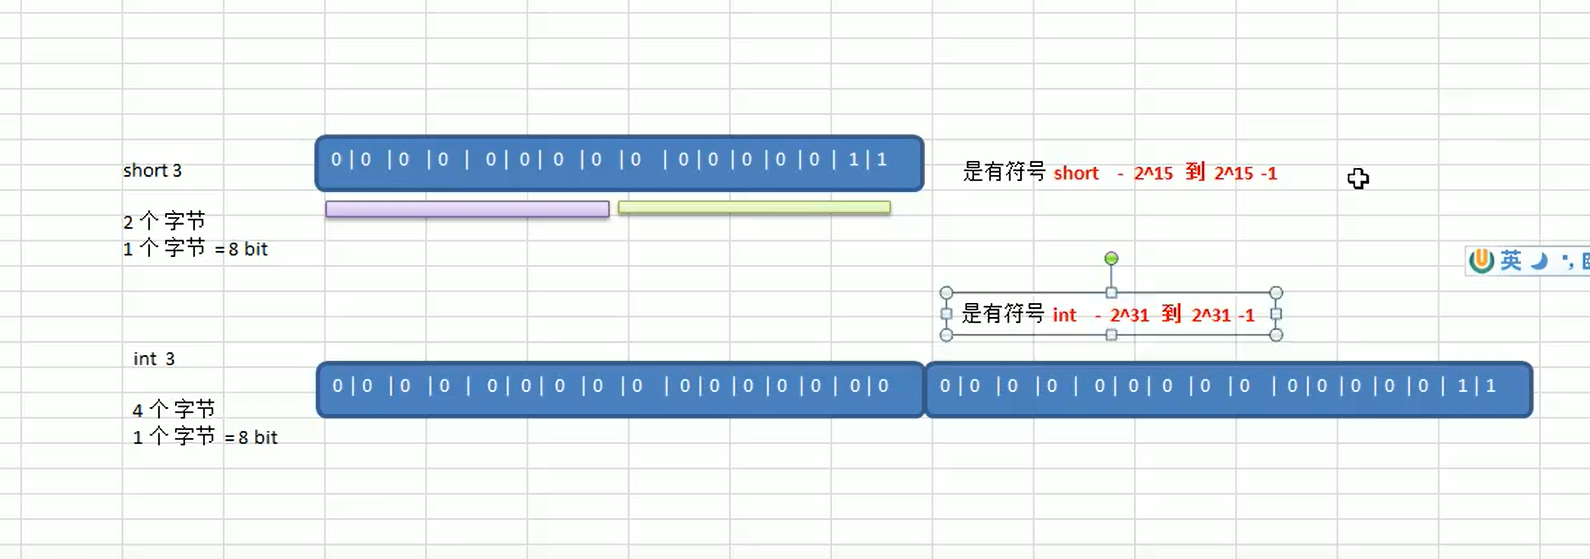 0|0 |0 |0 | 0|0|0 |0 |0 |0|0|0|0|0| 1|1
是有符号 short - 2^15 到 2^15 -1
short 3
2 个 字节
1 个 字节 = 8 bit
英
是有符号 int - 2^31 到 2^31 -1
int 3
0|0 |0 |0 | 0|0|0 |0 |0 |0|0|0|0|0|0|0
0|0 |0 |0 | 0|0|0 |0 |0 |0|0|0|0|0| 1|1
4 个 字节
1 个 字节 = 8 bit